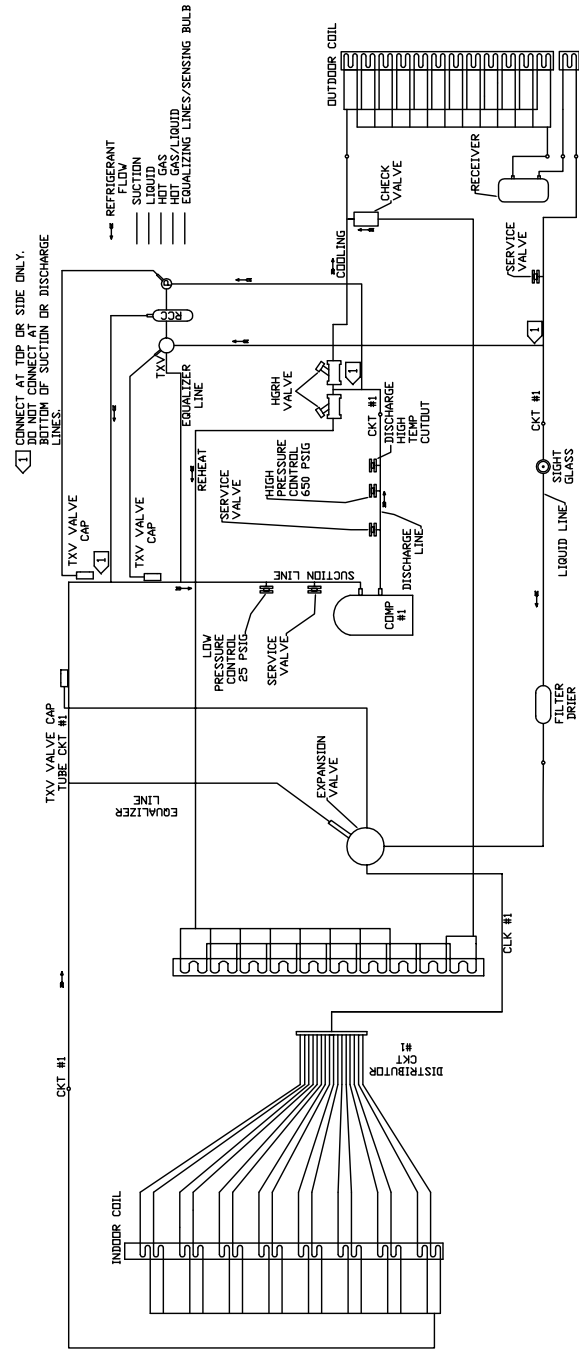 INDOOR COIL
CKT #1
DISTRIBUTOR
CKT
#1
TXV VALVE CAP
TUBE CKT #1
EQUALIZER
LINE
EXPANSION
VALVE
CLK #1
FILTER
DRIER
LIQUID LINE
SIGHT
GLASS
CKT #1
1
1 CONNECT AT TOP OR SIDE ONLY.
DO NOT CONNECT AT
BOTTOM OF SUCTION OR DISCHARGE
LINES.
TXV VALVE
CAP
1
TXV VALVE
CAP
SUCTION LINE
LOW
PRESSURE
CONTROL
25 PSIG
SERVICE
VALVE
COMP
#1
DISCHARGE
LINE
SERVICE
VALVE
HIGH
PRESSURE
CONTROL
650 PSIG
DISCHARGE
HIGH
TEMP
CUTOUT
CKT #1
REHEAT
HGRH
VALVE
1
EQUALIZER
LINE
TXV
RCC
P
COOLING
CHECK
VALVE
REFRIGERANT
FLOW
SUCTION
LIQUID
HOT GAS
HOT GAS/LIQUID
EQUALIZING LINES/SENSING BULB
OUTDOOR COIL
RECEIVER
SERVICE
VALVE